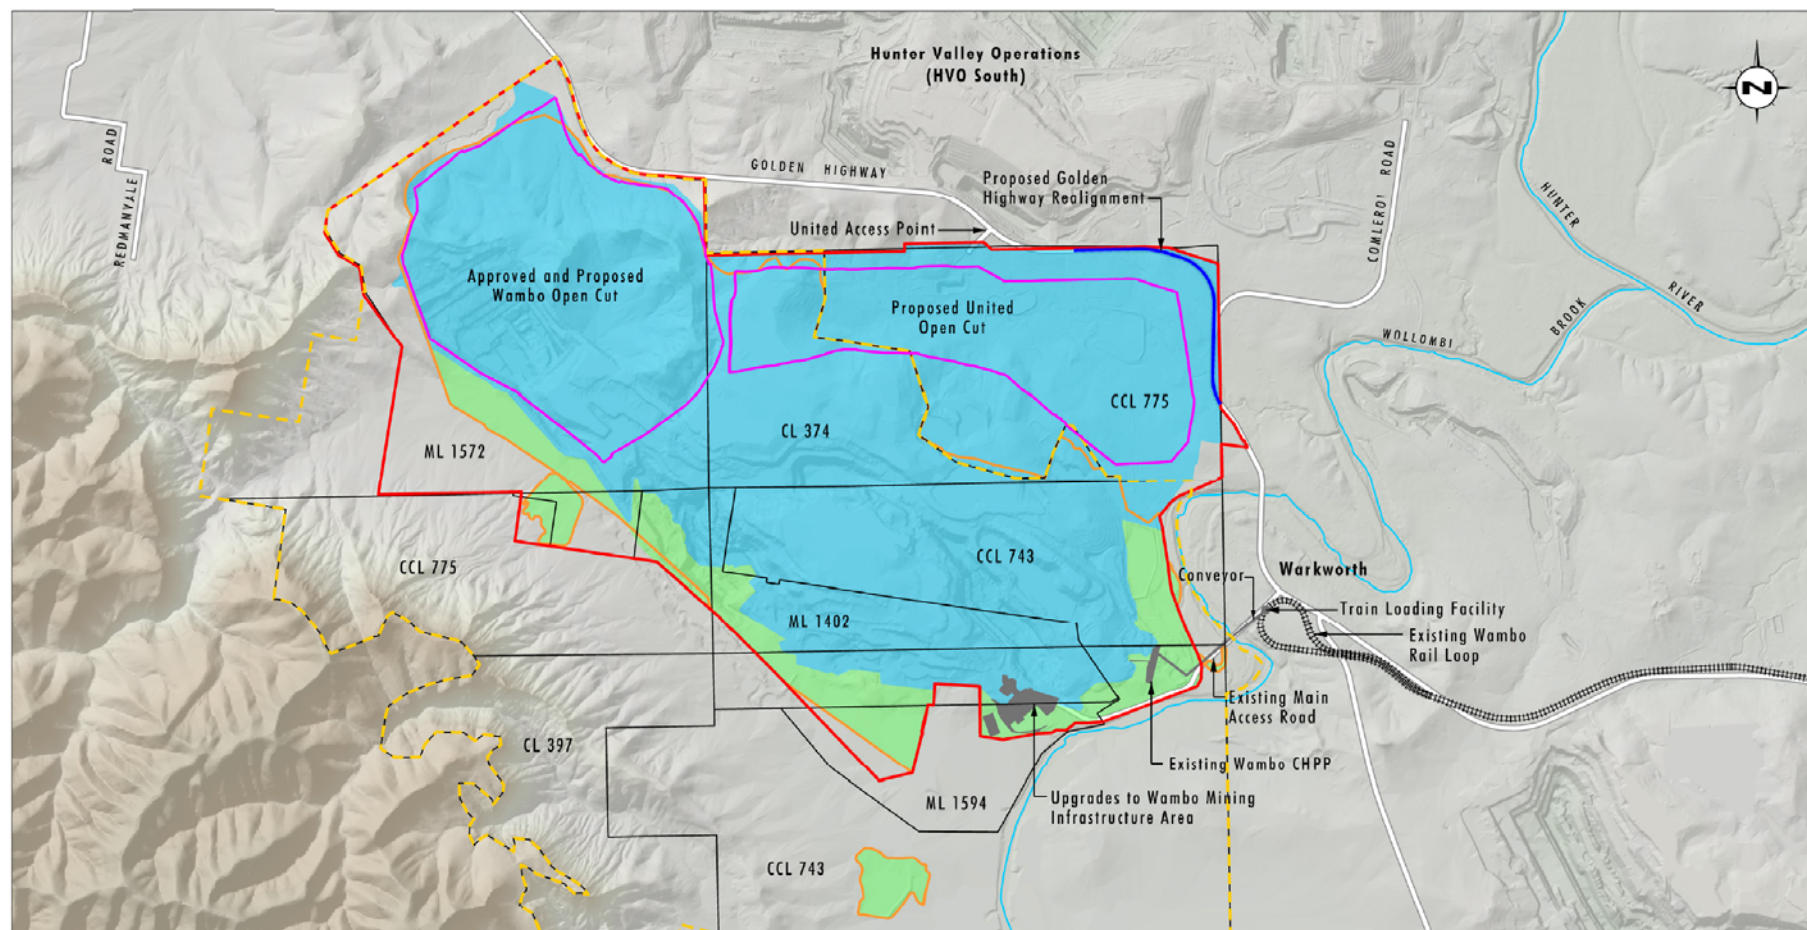 Hunter Valley Operations
(HVO South)
N
REDMANVALE ROAD
GOLDEN HIGHWAY
COMLEROI ROAD
Proposed Golden
Highway Realignment
HUNTER RIVER
United Access Point
Approved and Proposed
Wambo Open Cut
Proposed United
Open Cut
WOLLOMBI BROOK
CCL 775
CL 374
ML 1572
CCL 743
CCL 775
Conveyor
Warkworth
Train Loading Facility
ML 1402
Existing Wambo
Rail Loop
Existing Main
Access Road
CL 397
Existing Wambo CHPP
ML 1594
Upgrades to Wambo Mining
Infrastructure Area
CCL 743